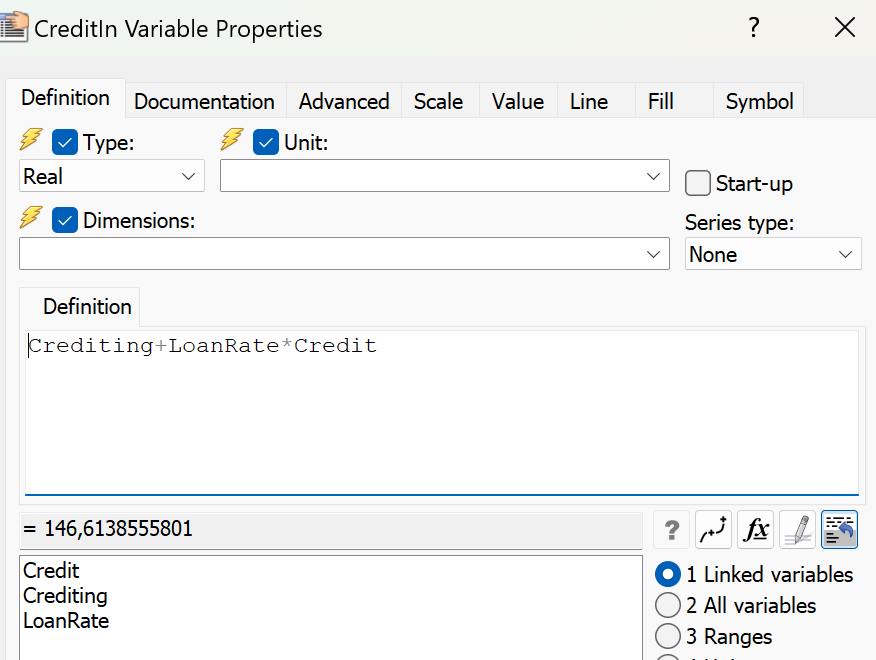 CreditIn Variable Properties ?
Definition Documentation Advanced Scale Value Line Fill Symbol
Type: Unit:
Real
Start-up
Dimensions: Series type:
None
Definition
Crediting+LoanRate*Credit
= 146,6138555801 ? fx
Credit
Crediting
LoanRate
1 Linked variables
2 All variables
3 Ranges